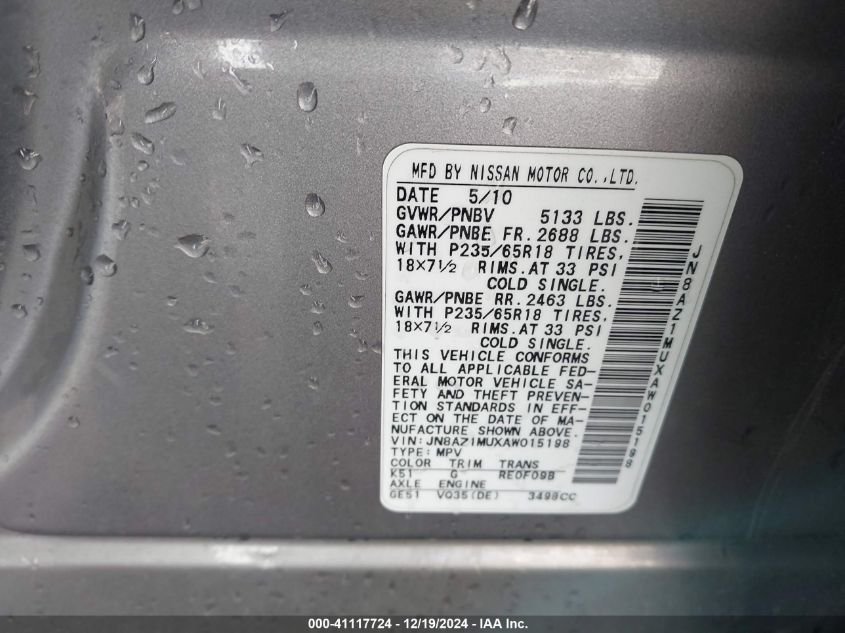 MFD BY NISSAN MOTOR CO.,LTD.
DATE 5/10
GVWR/PNBV 5133 LBS.
GAWR/PNBE FR. 2688 LBS.
WITH P235/65R18 TIRES,
18×7½ RIMS. AT 33 PSI
COLD SINGLE.
GAWR/PNBE RR. 2463 LBS.
WITH P235/65R18 TIRES,
18×7½ RIMS. AT 33 PSI
COLD SINGLE.
THIS VEHICLE CONFORMS
TO ALL APPLICABLE FED-
ERAL MOTOR VEHICLE SA-
FETY AND THEFT PREVEN-
TION STANDARDS IN EFF-
ECT ON THE DATE OF MA-
NUFACTURE SHOWN ABOVE.
VIN: JN8AZ1MUXAW015198
TYPE: MPV
COLOR TRIM TRANS
K51 G RE0F09B
AXLE ENGINE
GE51 VQ35(DE) 3498CC
JN8AZ1MUXAW015198
000-41117724 - 12/19/2024 - IAA Inc.